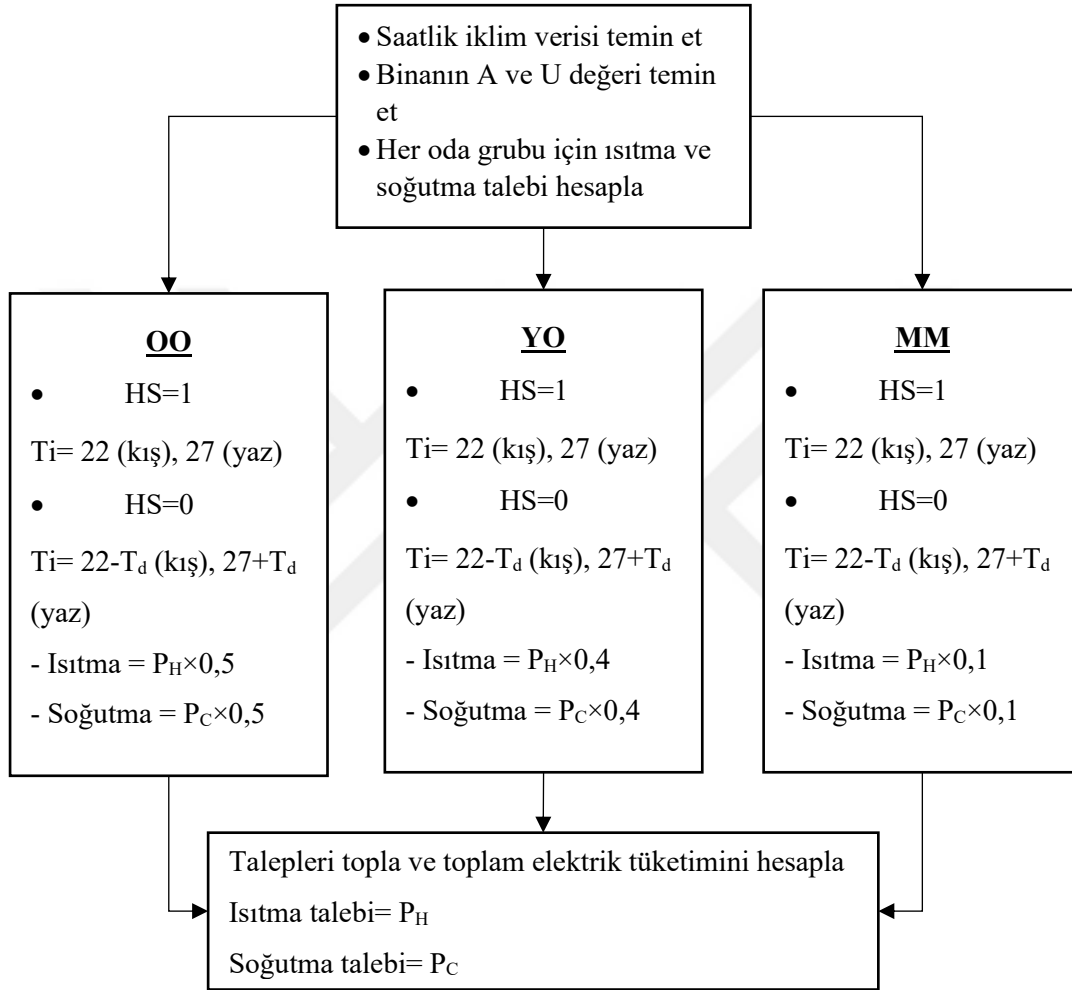 • Saatlik iklim verisi temin et
• Binanın A ve U değeri temin
et
• Her oda grubu için ısıtma ve
soğutma talebi hesapla
OO
• HS=1
Ti= 22 (kış), 27 (yaz)
• HS=0
Ti= 22-Td (kış), 27+Td
(yaz)
- Isıtma = PH×0,5
- Soğutma = PC×0,5
YO
• HS=1
Ti= 22 (kış), 27 (yaz)
• HS=0
Ti= 22-Td (kış), 27+Td
(yaz)
- Isıtma = PH×0,4
- Soğutma = PC×0,4
MM
• HS=1
Ti= 22 (kış), 27 (yaz)
• HS=0
Ti= 22-Td (kış), 27+Td
(yaz)
- Isıtma = PH×0,1
- Soğutma = PC×0,1
Talepleri topla ve toplam elektrik tüketimini hesapla
Isıtma talebi= PH
Soğutma talebi= PC